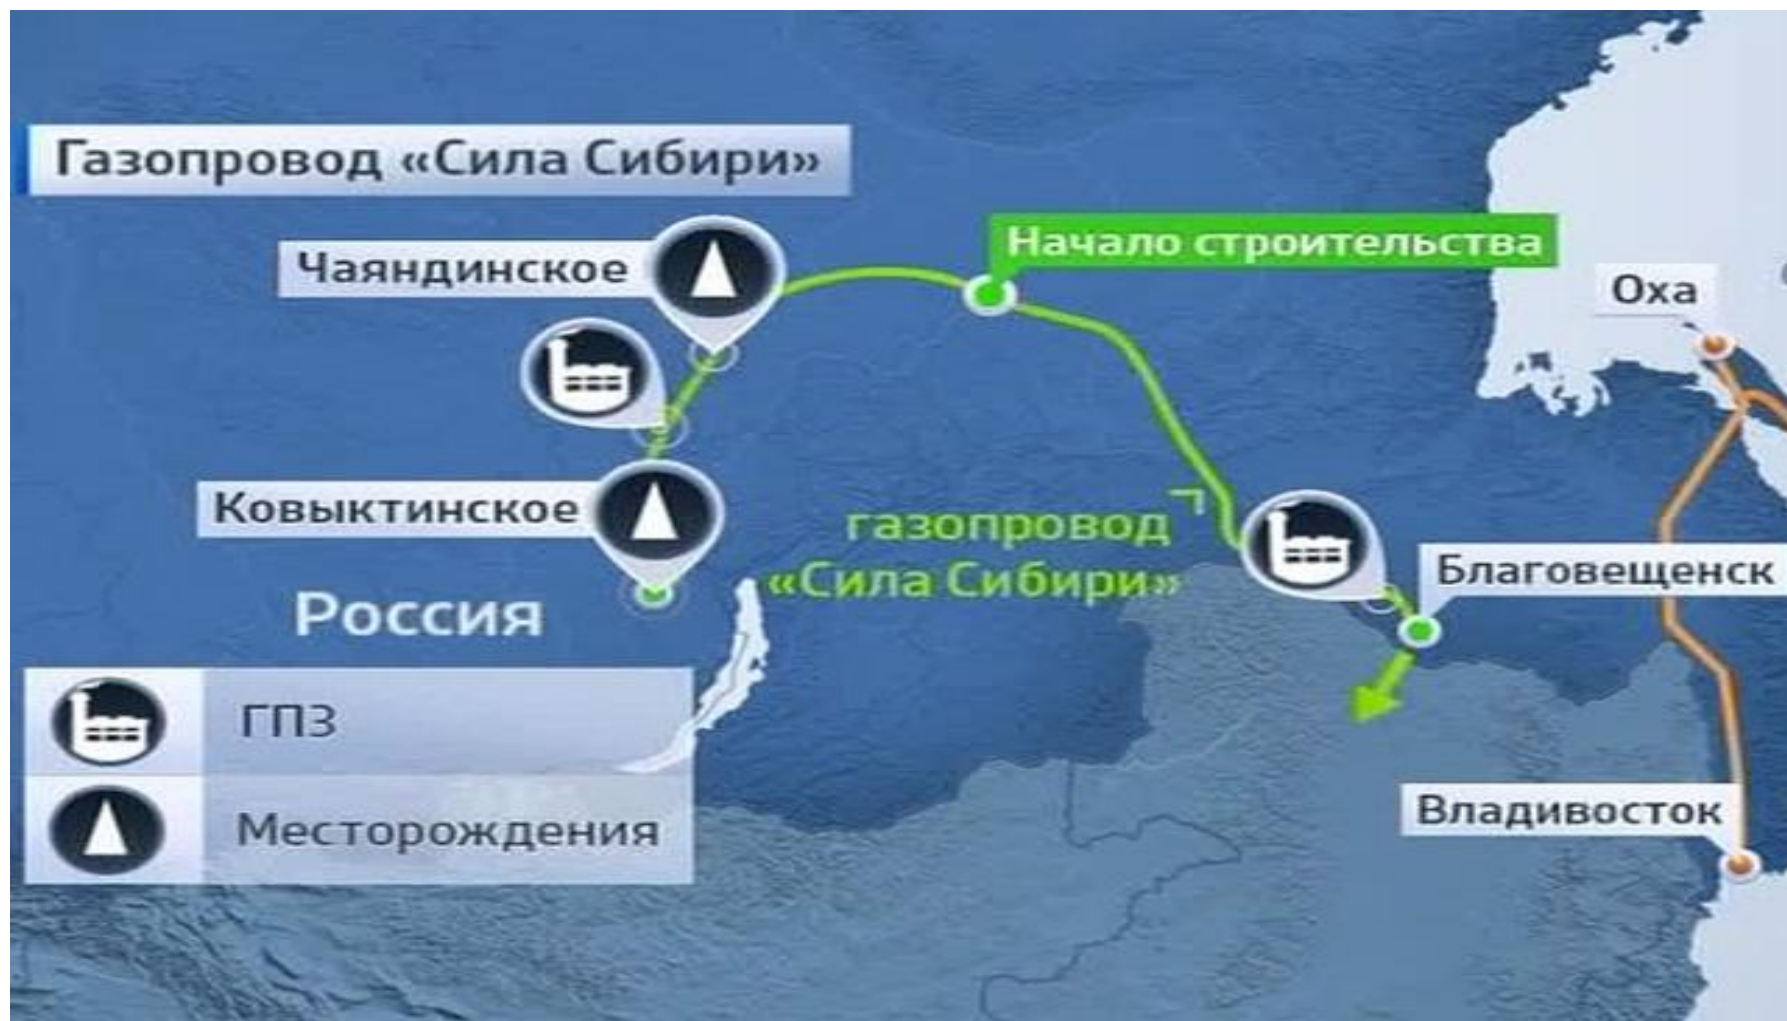 Газопровод «Сила Сибири»
Начало строительства
Чаяндинское
Оха
Ковыктинское
газопровод
«Сила Сибири»
Благовещенск
Россия
ГПЗ
Владивосток
Месторождения